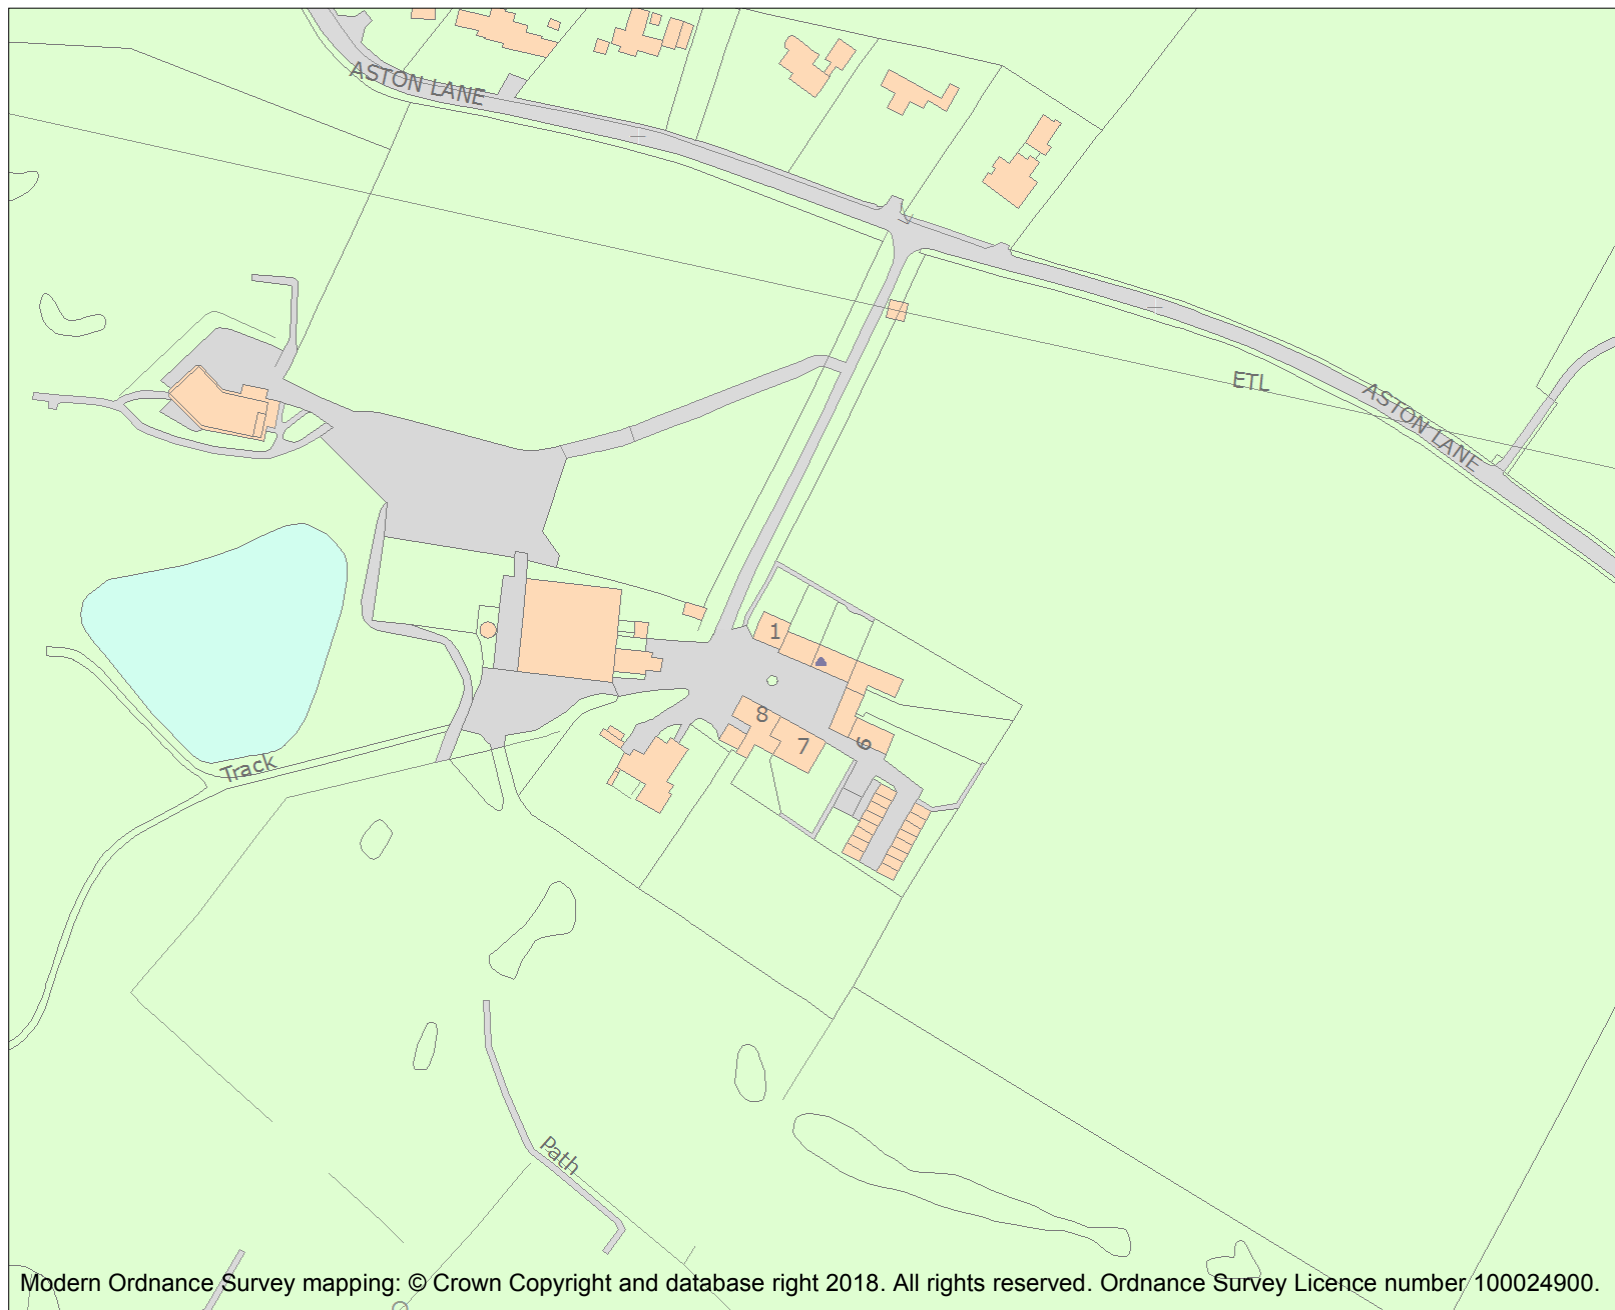 ASTON LANE
ETL
ASTON LANE
1
8
7
6
Track
Path
Modern Ordnance Survey mapping: © Crown Copyright and database right 2018. All rights reserved. Ordnance Survey Licence number 100024900.